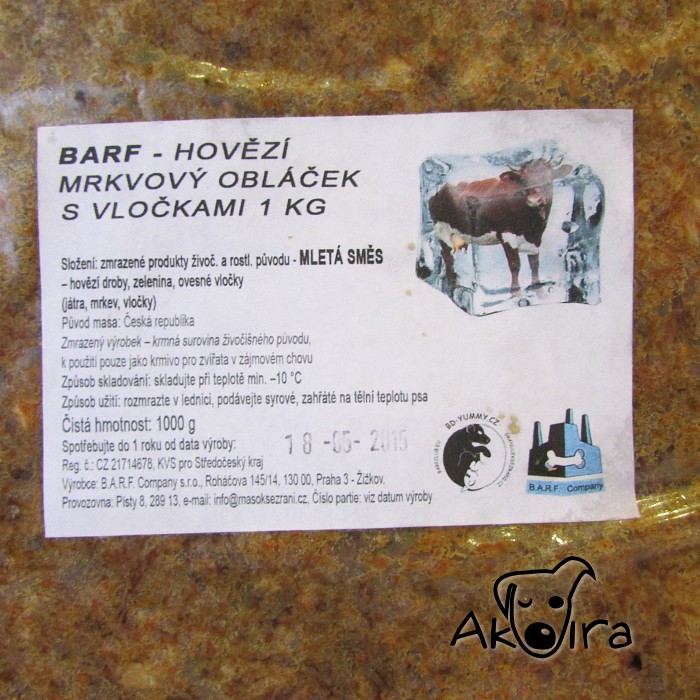 BARF - HOVĚZÍ
MRKVOVÝ OBLÁČEK
S VLOČKAMI 1 KG
Složení: zmrazené produkty živoč. a rostl. původu - MLETÁ SMĚS
– hovězí droby, zelenina, ovesné vločky
(játra, mrkev, vločky)
Původ masa: Česká republika
Zmrazený výrobek – krmná surovina živočišného původu,
k použití pouze jako krmivo pro zvířata v zájmovém chovu
Způsob skladování: skladujte při teplotě min. –10 °C
Způsob užití: rozmrazte v lednici, podávejte syrové, zahřáté na tělní teplotu psa
Čistá hmotnost: 1000 g
Spotřebujte do 1 roku od data výroby: 18 -05- 2015
Reg. č.: CZ 21714678, KVS pro Středočeský kraj
Výrobce: B.A.R.F. Company s.r.o., Roháčova 145/14, 130 00, Praha 3 - Žižkov.
Provozovna: Písty 8, 289 13, e-mail: info@masoksezrani.cz, Číslo partie: viz datum výroby
BD-YUMMY.CZ
B.A.R.F. Company
Akoira